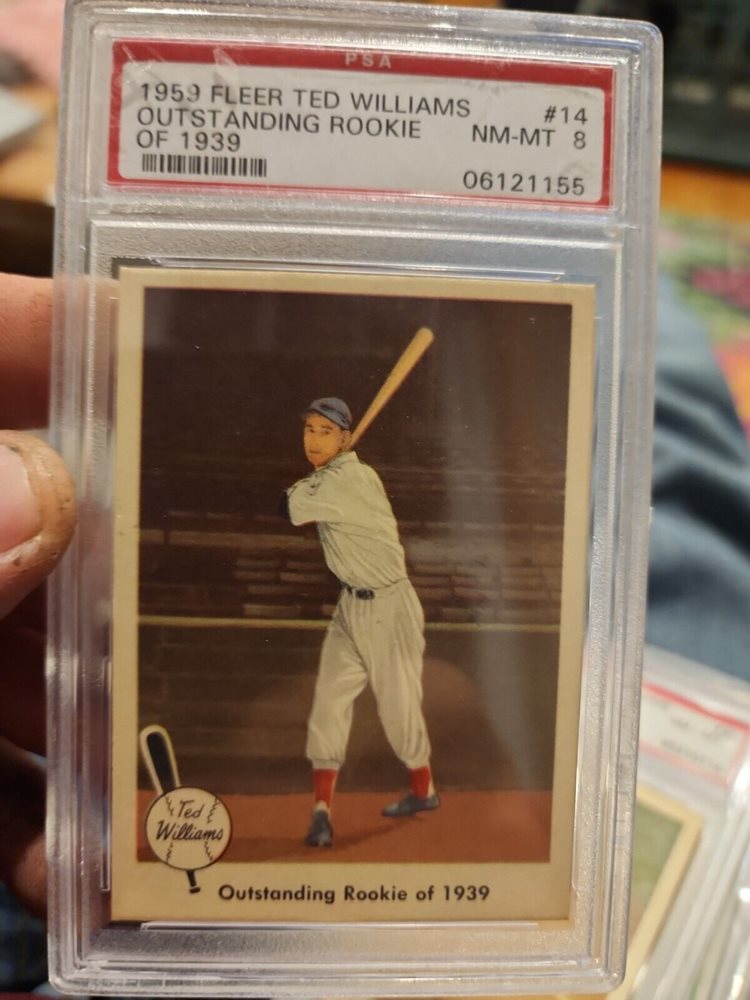 PSA
1959 FLEER TED WILLIAMS #14
OUTSTANDING ROOKIE NM-MT 8
OF 1939
06121155
Ted
Williams
Outstanding Rookie of 1939